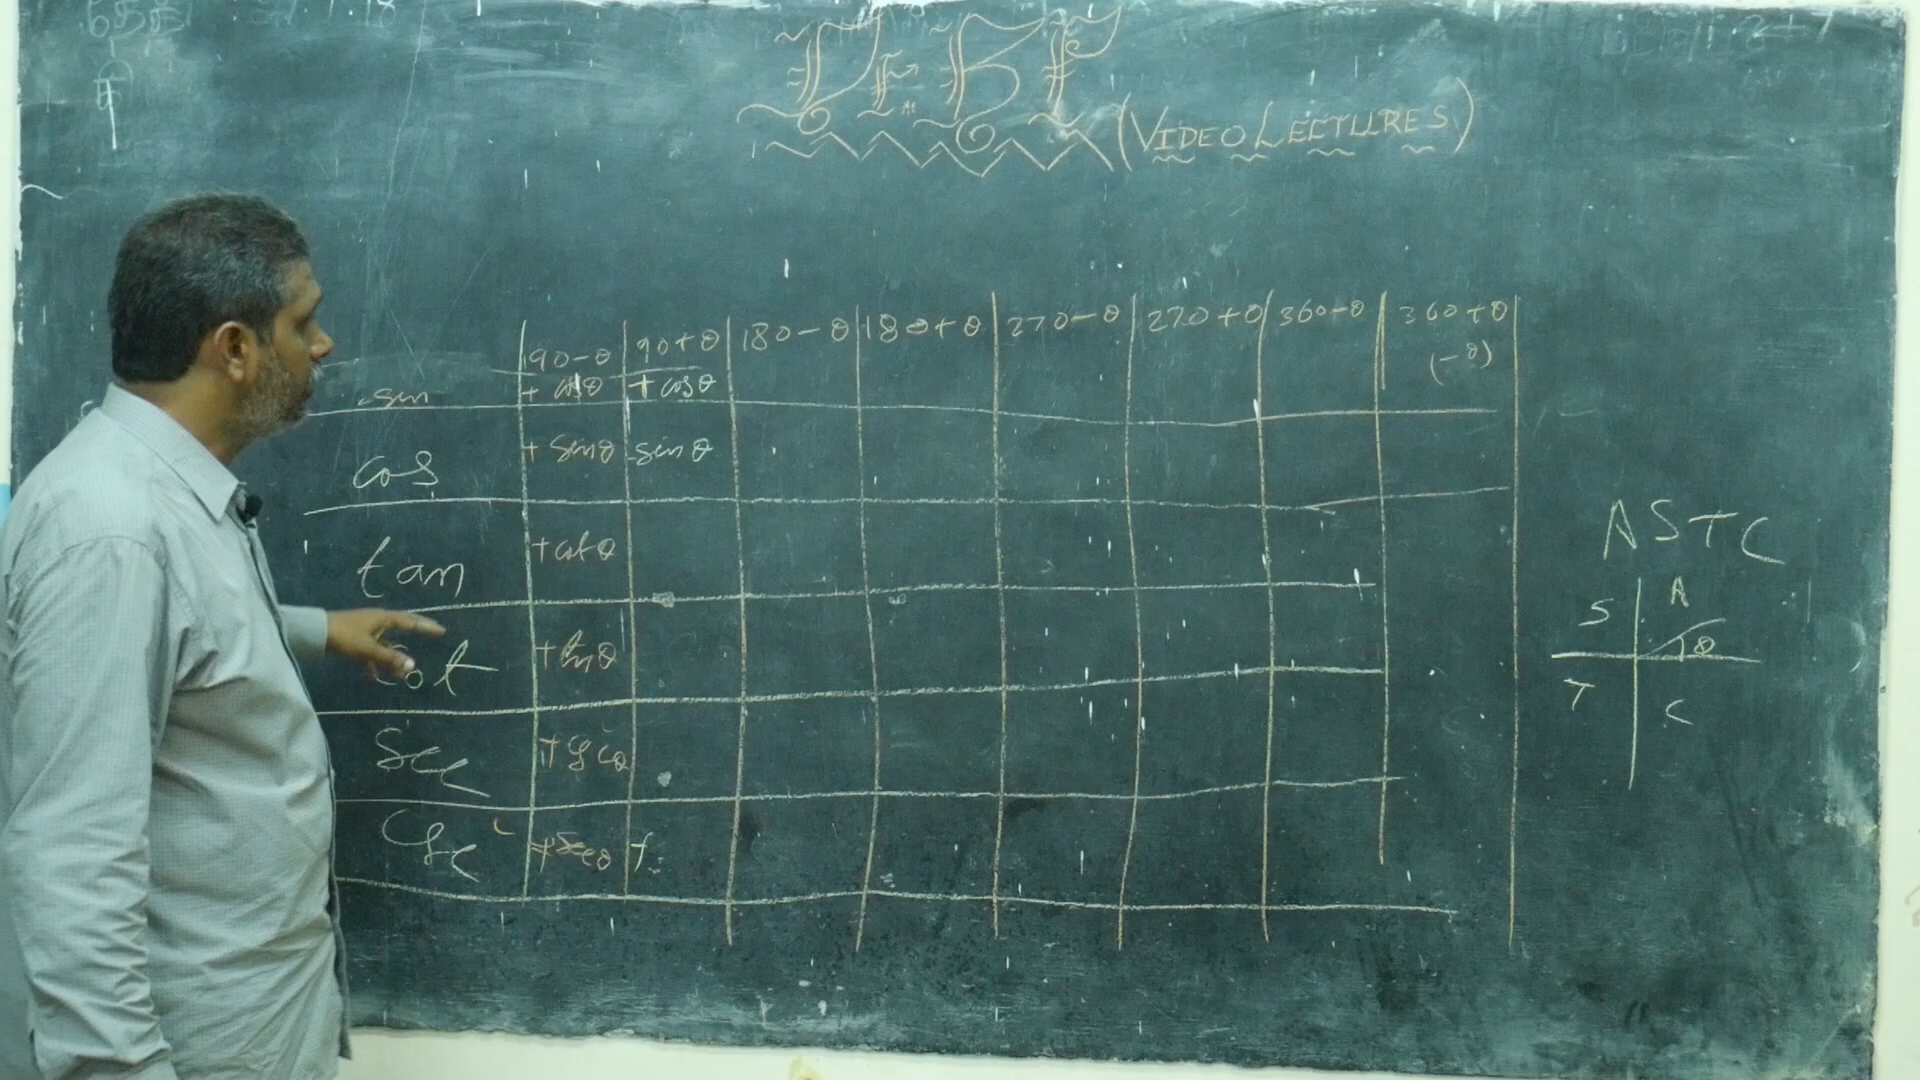 (VIDEO LECTURES)
90-θ 90+θ 180-θ 180+θ 270-θ 270+θ 360-θ 360+θ
(-θ)
sin + cosθ + cosθ
cos + sinθ -sinθ
tan + cotθ
cot + tanθ
Sec
Csc + Secθ +
ASTC
S A
θ
T C